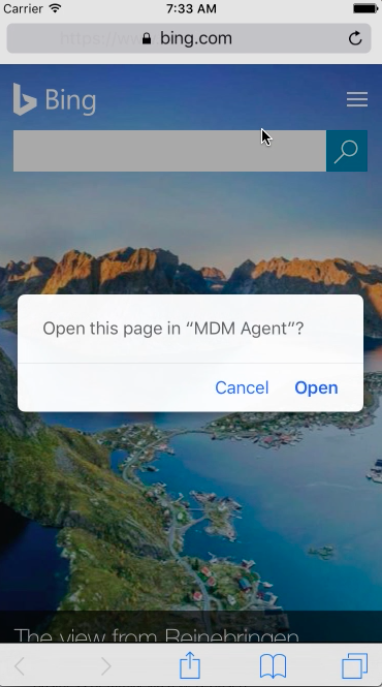 Carrier 7:33 AM
bing.com
Bing
Open this page in “MDM Agent”?
Cancel Open
The view from Reinebringen